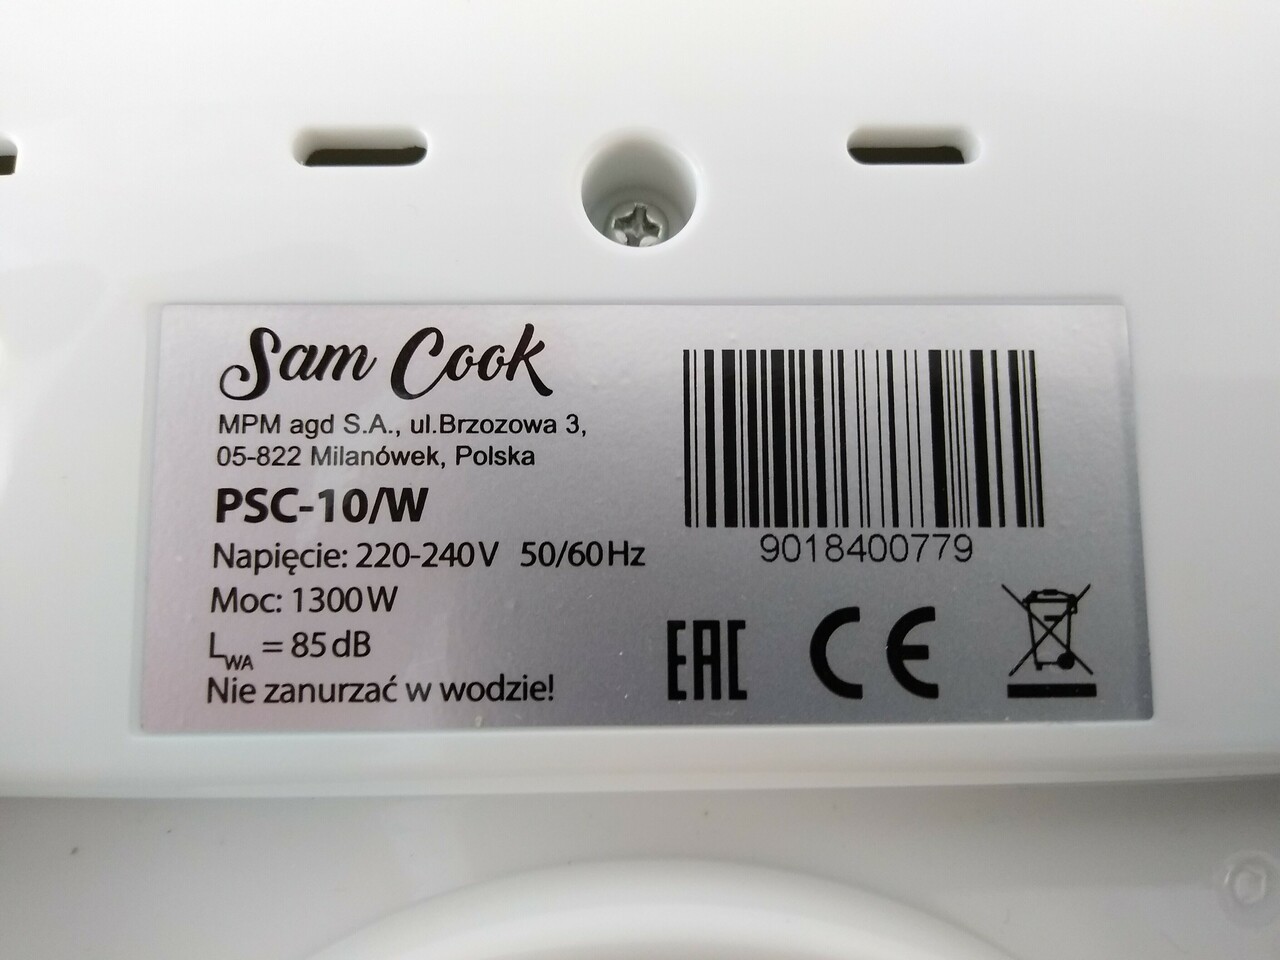 Sam Cook
MPM agd S.A., ul.Brzozowa 3,
05-822 Milanówek, Polska
PSC-10/W
Napięcie: 220-240V 50/60Hz
Moc: 1300W
LWA = 85dB
Nie zanurzać w wodzie!
9018400779
EAC CE